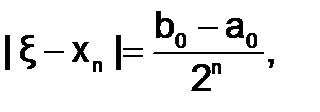 |ξ − xₙ| = (b₀ − a₀) / 2ⁿ,